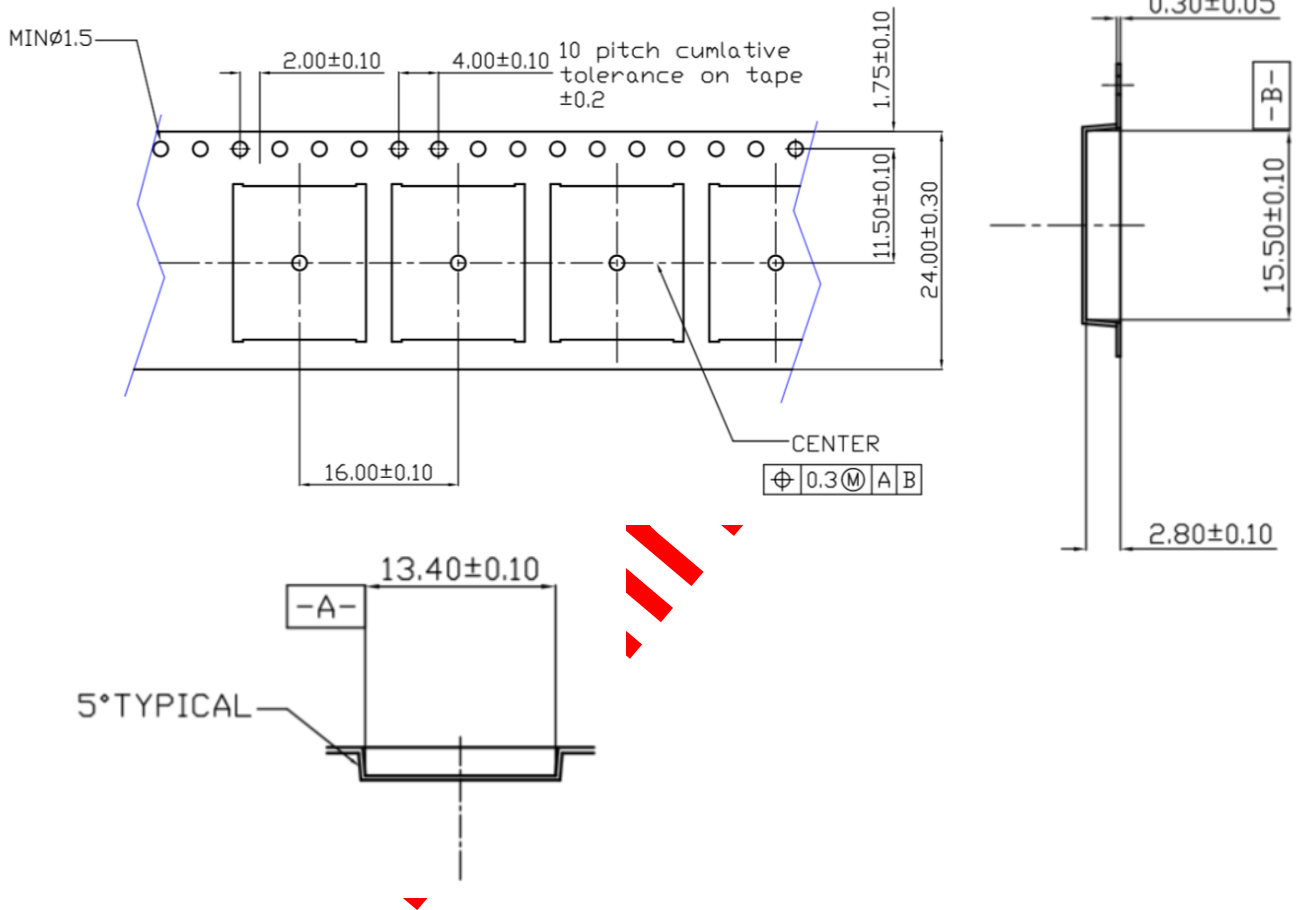 0.30±0.05
MINØ1.5
2.00±0.10
4.00±0.10
10 pitch cumlative
tolerance on tape
±0.2
1.75±0.10
-B-
11.50±0.10
24.00±0.30
15.50±0.10
CENTER
16.00±0.10
⌖ 0.3Ⓜ A B
2.80±0.10
13.40±0.10
-A-
5°TYPICAL